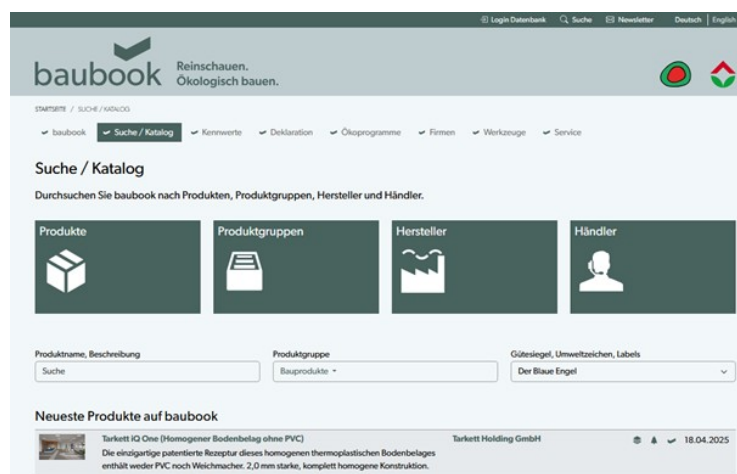 Login Datenbank Suche Newsletter Deutsch | English
baubook
Reinschauen.
Ökologisch bauen.
STARTSEITE / SUCHE / KATALOG
baubook Suche / Katalog Kennwerte Deklaration Ökoprogramme Firmen Werkzeuge Service
Suche / Katalog
Durchsuchen Sie baubook nach Produkten, Produktgruppen, Hersteller und Händler.
Produkte Produktgruppen Hersteller Händler
Produktname, Beschreibung Produktgruppe Gütesiegel, Umweltzeichen, Labels
Suche Bauprodukte Der Blaue Engel
Neueste Produkte auf baubook
Tarkett iQ One (Homogener Bodenbelag ohne PVC) Tarkett Holding GmbH 18.04.2025
Die einzigartige patentierte Rezeptur dieses homogenen thermoplastischen Bodenbelages
enthält weder PVC noch Weichmacher. 2,0 mm starke, komplett homogene Konstruktion.